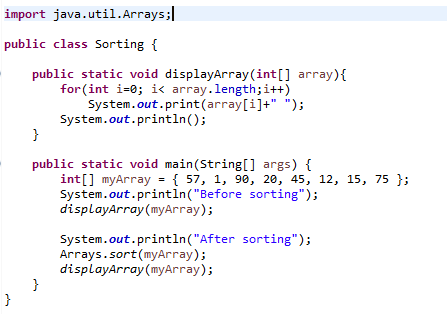 import java.util.Arrays;
public class Sorting {
public static void displayArray(int[] array){
for(int i=0; i< array.length;i++)
System.out.print(array[i]+" ");
System.out.println();
}
public static void main(String[] args) {
int[] myArray = { 57, 1, 90, 20, 45, 12, 15, 75 };
System.out.println("Before sorting");
displayArray(myArray);
System.out.println("After sorting");
Arrays.sort(myArray);
displayArray(myArray);
}
}